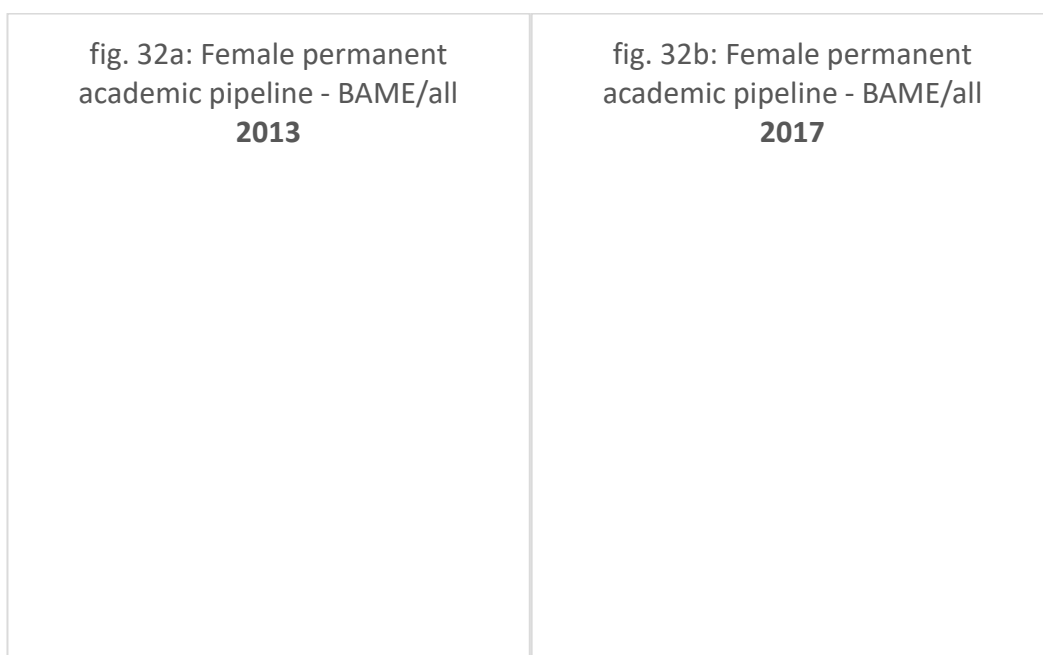 fig. 32a: Female permanent
academic pipeline - BAME/all
2013
fig. 32b: Female permanent
academic pipeline - BAME/all
2017